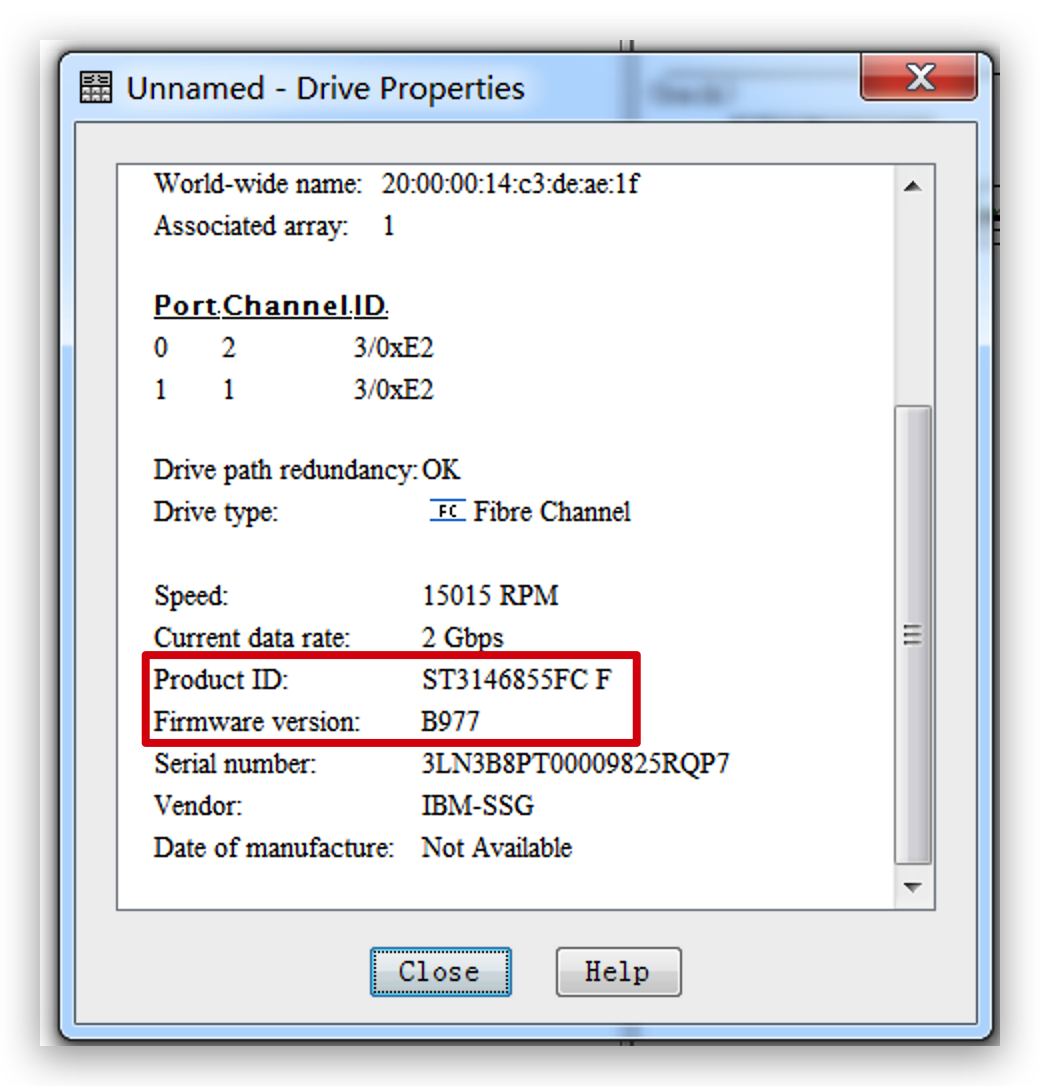 Unnamed - Drive Properties
World-wide name: 20:00:00:14:c3:de:ae:1f
Associated array: 1
Port Channel ID
0 2 3/0xE2
1 1 3/0xE2
Drive path redundancy: OK
Drive type: FC Fibre Channel
Speed: 15015 RPM
Current data rate: 2 Gbps
Product ID: ST3146855FC F
Firmware version: B977
Serial number: 3LN3B8PT00009825RQP7
Vendor: IBM-SSG
Date of manufacture: Not Available
Close Help